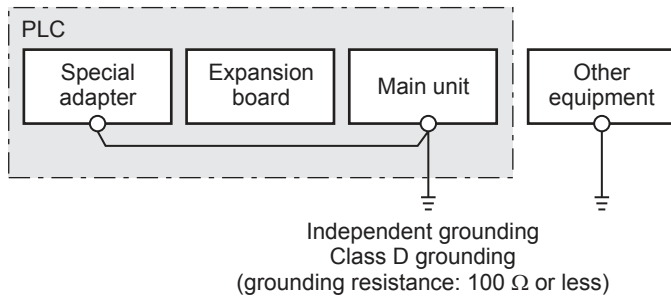 PLC
Special
adapter
Expansion
board
Main unit
Other
equipment
Independent grounding
Class D grounding
(grounding resistance: 100 Ω or less)